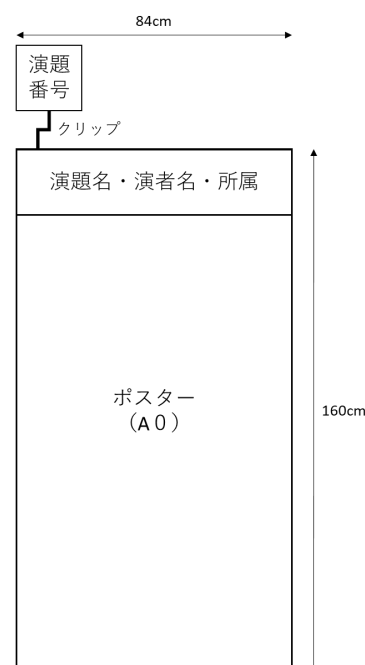 84cm
演題
番号
クリップ
演題名・演者名・所属
ポスター
（A０）
160cm